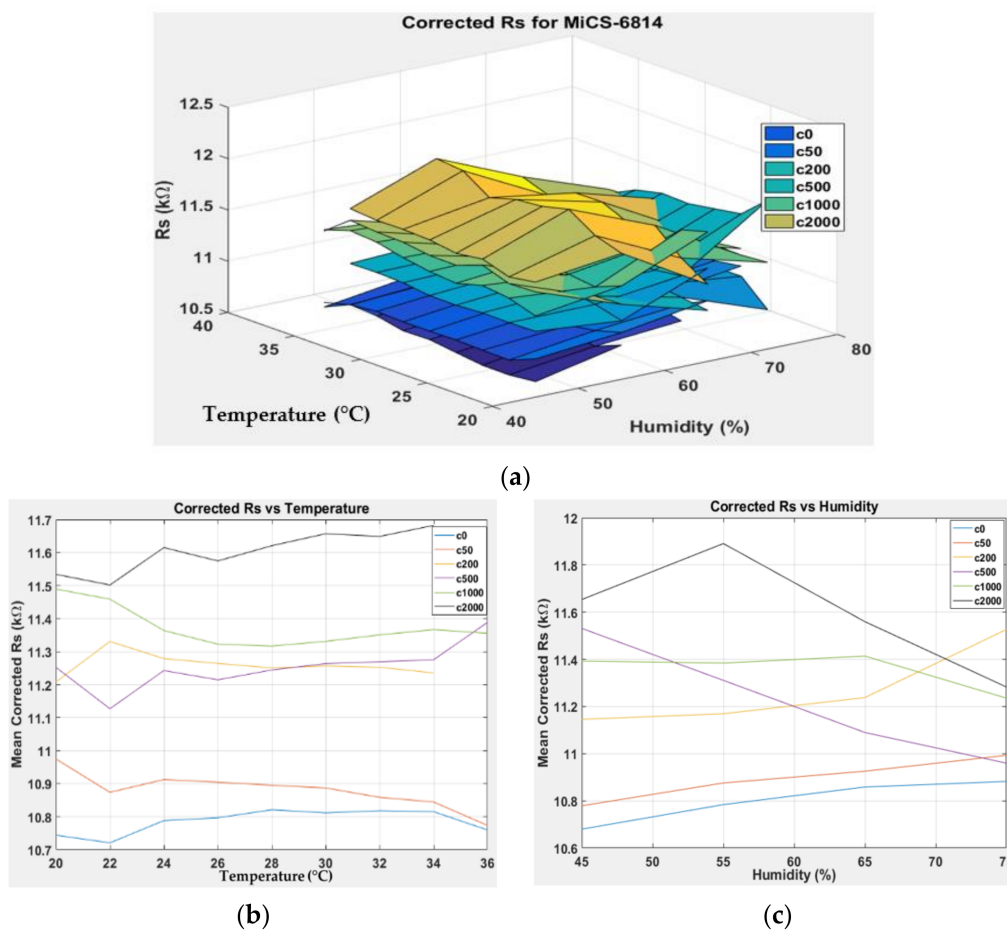 Corrected Rs for MiCS-6814
12.5
12
11.5
11
10.5
Rs (kΩ)
40
35
30
25
20
Temperature (°C)
40
50
60
70
80
Humidity (%)
c0
c50
c200
c500
c1000
c2000
(a)
Corrected Rs vs Temperature
11.7
11.6
11.5
11.4
11.3
11.2
11.1
11
10.9
10.8
10.7
Mean Corrected Rs (kΩ)
c0
c50
c200
c500
c1000
c2000
20 22 24 26 28 30 32 34 36
Temperature (°C)
(b)
Corrected Rs vs Humidity
12
11.8
11.6
11.4
11.2
11
10.8
10.6
Mean Corrected Rs (kΩ)
c0
c50
c200
c500
c1000
c2000
45 50 55 60 65 70 7
Humidity (%)
(c)